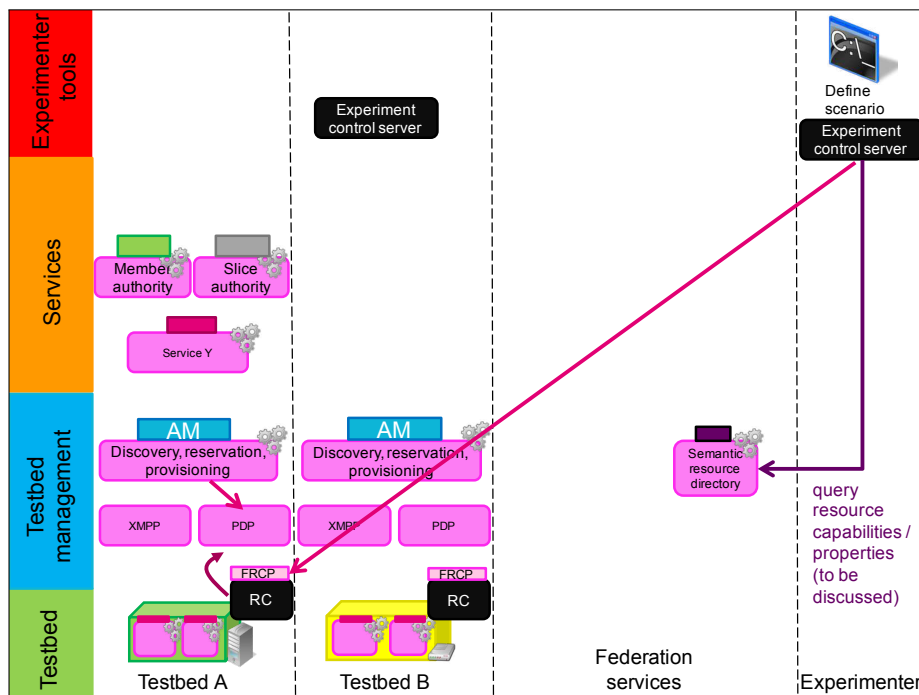 Experimenter
tools
C:\_
Define
scenario
Experiment
control server
Experiment
control server
Services
Member
authority
Slice
authority
Service Y
Testbed
management
AM
Discovery, reservation,
provisioning
AM
Discovery, reservation,
provisioning
Semantic
resource
directory
query
resource
capabilities /
properties
(to be
discussed)
XMPP
PDP
XMPP
PDP
FRCP
RC
FRCP
RC
Testbed
Testbed A
Testbed B
Federation
services
Experimenter